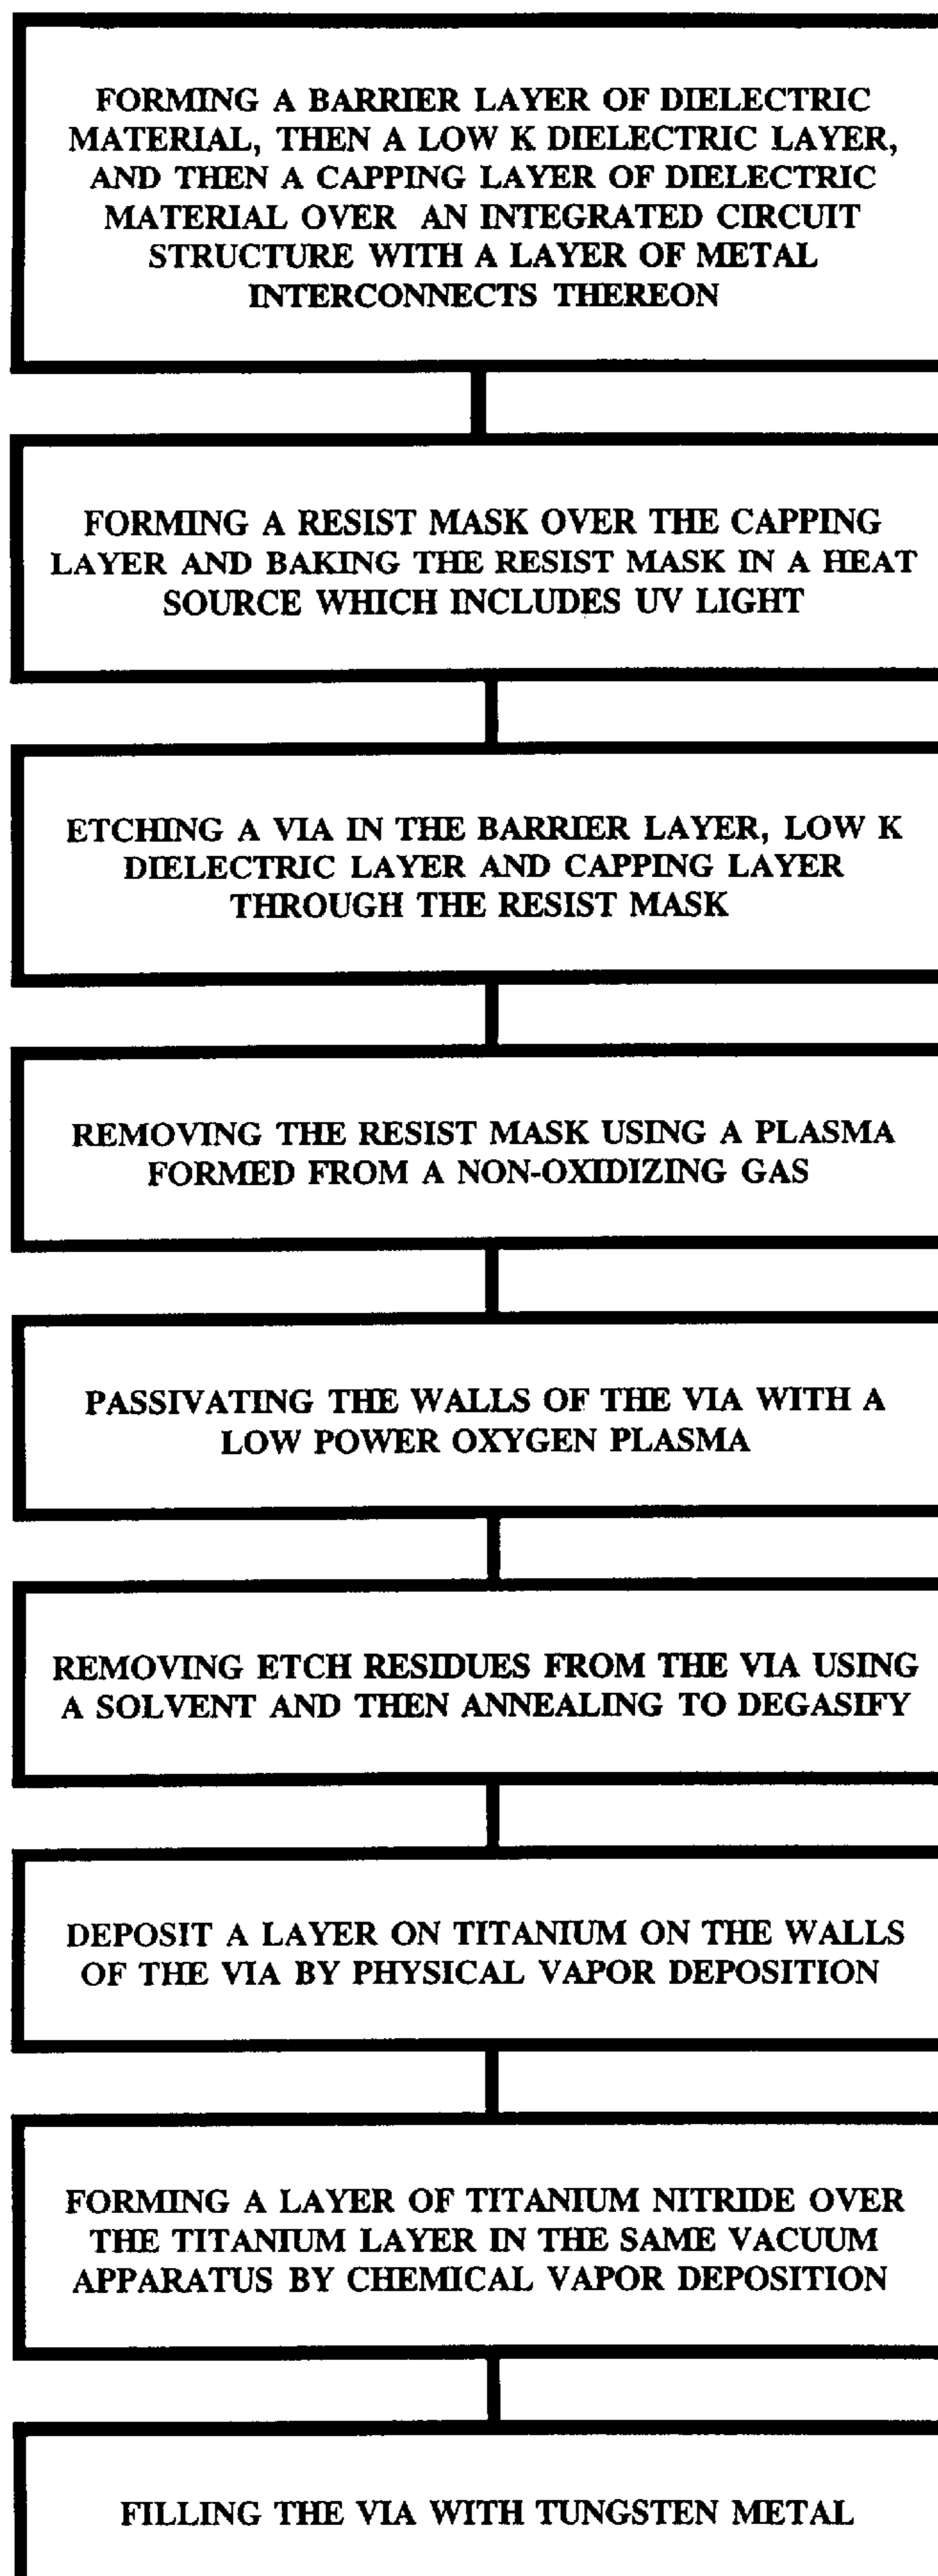 FORMING A BARRIER LAYER OF DIELECTRIC
MATERIAL, THEN A LOW K DIELECTRIC LAYER,
AND THEN A CAPPING LAYER OF DIELECTRIC
MATERIAL OVER AN INTEGRATED CIRCUIT
STRUCTURE WITH A LAYER OF METAL
INTERCONNECTS THEREON
FORMING A RESIST MASK OVER THE CAPPING
LAYER AND BAKING THE RESIST MASK IN A HEAT
SOURCE WHICH INCLUDES UV LIGHT
ETCHING A VIA IN THE BARRIER LAYER, LOW K
DIELECTRIC LAYER AND CAPPING LAYER
THROUGH THE RESIST MASK
REMOVING THE RESIST MASK USING A PLASMA
FORMED FROM A NON-OXIDIZING GAS
PASSIVATING THE WALLS OF THE VIA WITH A
LOW POWER OXYGEN PLASMA
REMOVING ETCH RESIDUES FROM THE VIA USING
A SOLVENT AND THEN ANNEALING TO DEGASIFY
DEPOSIT A LAYER ON TITANIUM ON THE WALLS
OF THE VIA BY PHYSICAL VAPOR DEPOSITION
FORMING A LAYER OF TITANIUM NITRIDE OVER
THE TITANIUM LAYER IN THE SAME VACUUM
APPARATUS BY CHEMICAL VAPOR DEPOSITION
FILLING THE VIA WITH TUNGSTEN METAL